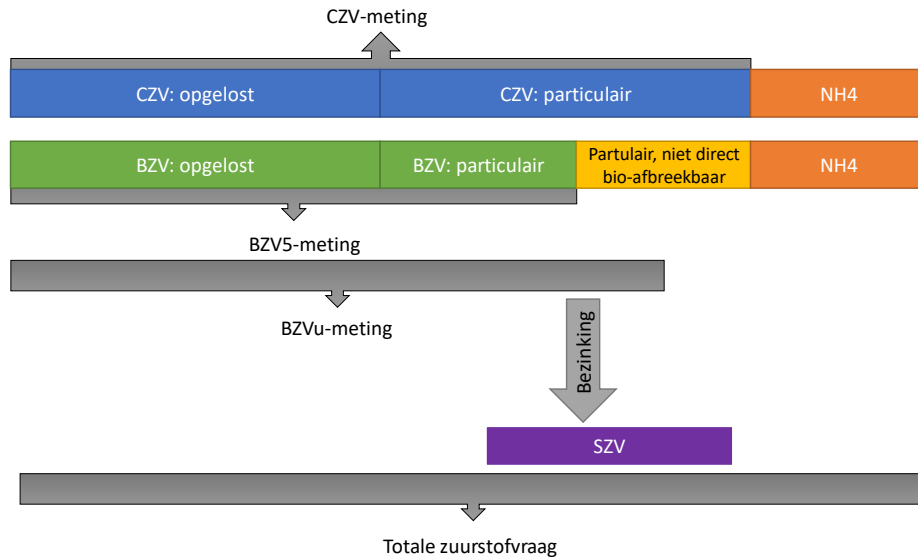 CZV-meting
CZV: opgelost
CZV: particulair
NH4
BZV: opgelost
BZV: particulair
Partulair, niet direct
bio-afbreekbaar
NH4
BZV5-meting
BZVu-meting
Bezinking
SZV
Totale zuurstofvraag